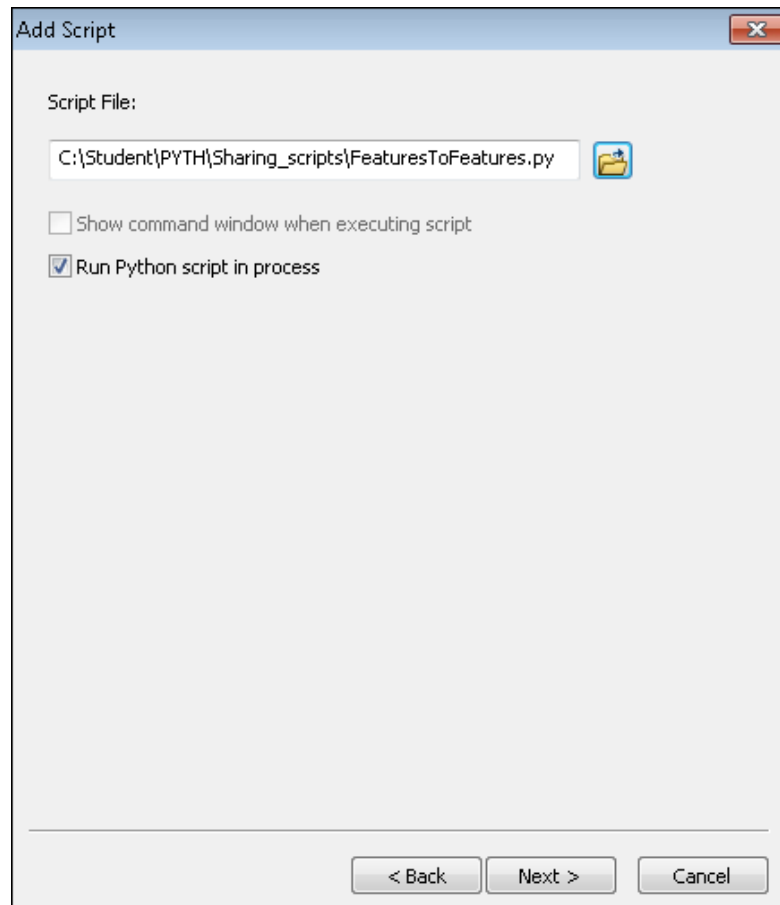 Add Script
Script File:
C:\Student\PYTH\Sharing_scripts\FeaturesToFeatures.py
Show command window when executing script
Run Python script in process
< Back Next > Cancel